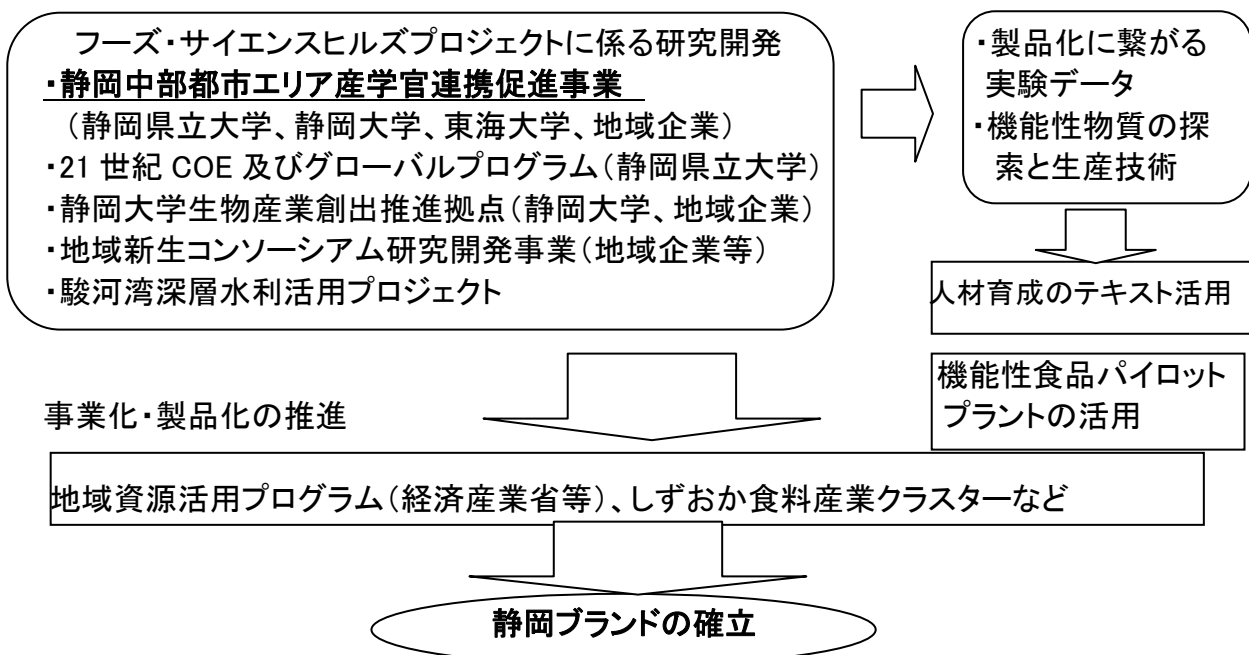 フーズ・サイエンスヒルズプロジェクトに係る研究開発
・静岡中部都市エリア産学官連携促進事業
（静岡県立大学、静岡大学、東海大学、地域企業）
・21 世紀 COE 及びグローバルプログラム（静岡県立大学）
・静岡大学生物産業創出推進拠点（静岡大学、地域企業）
・地域新生コンソーシアム研究開発事業（地域企業等）
・駿河湾深層水利活用プロジェクト
・製品化に繋がる
実験データ
・機能性物質の探
索と生産技術
人材育成のテキスト活用
機能性食品パイロット
プラントの活用
事業化・製品化の推進
地域資源活用プログラム（経済産業省等）、しずおか食料産業クラスターなど
静岡ブランドの確立